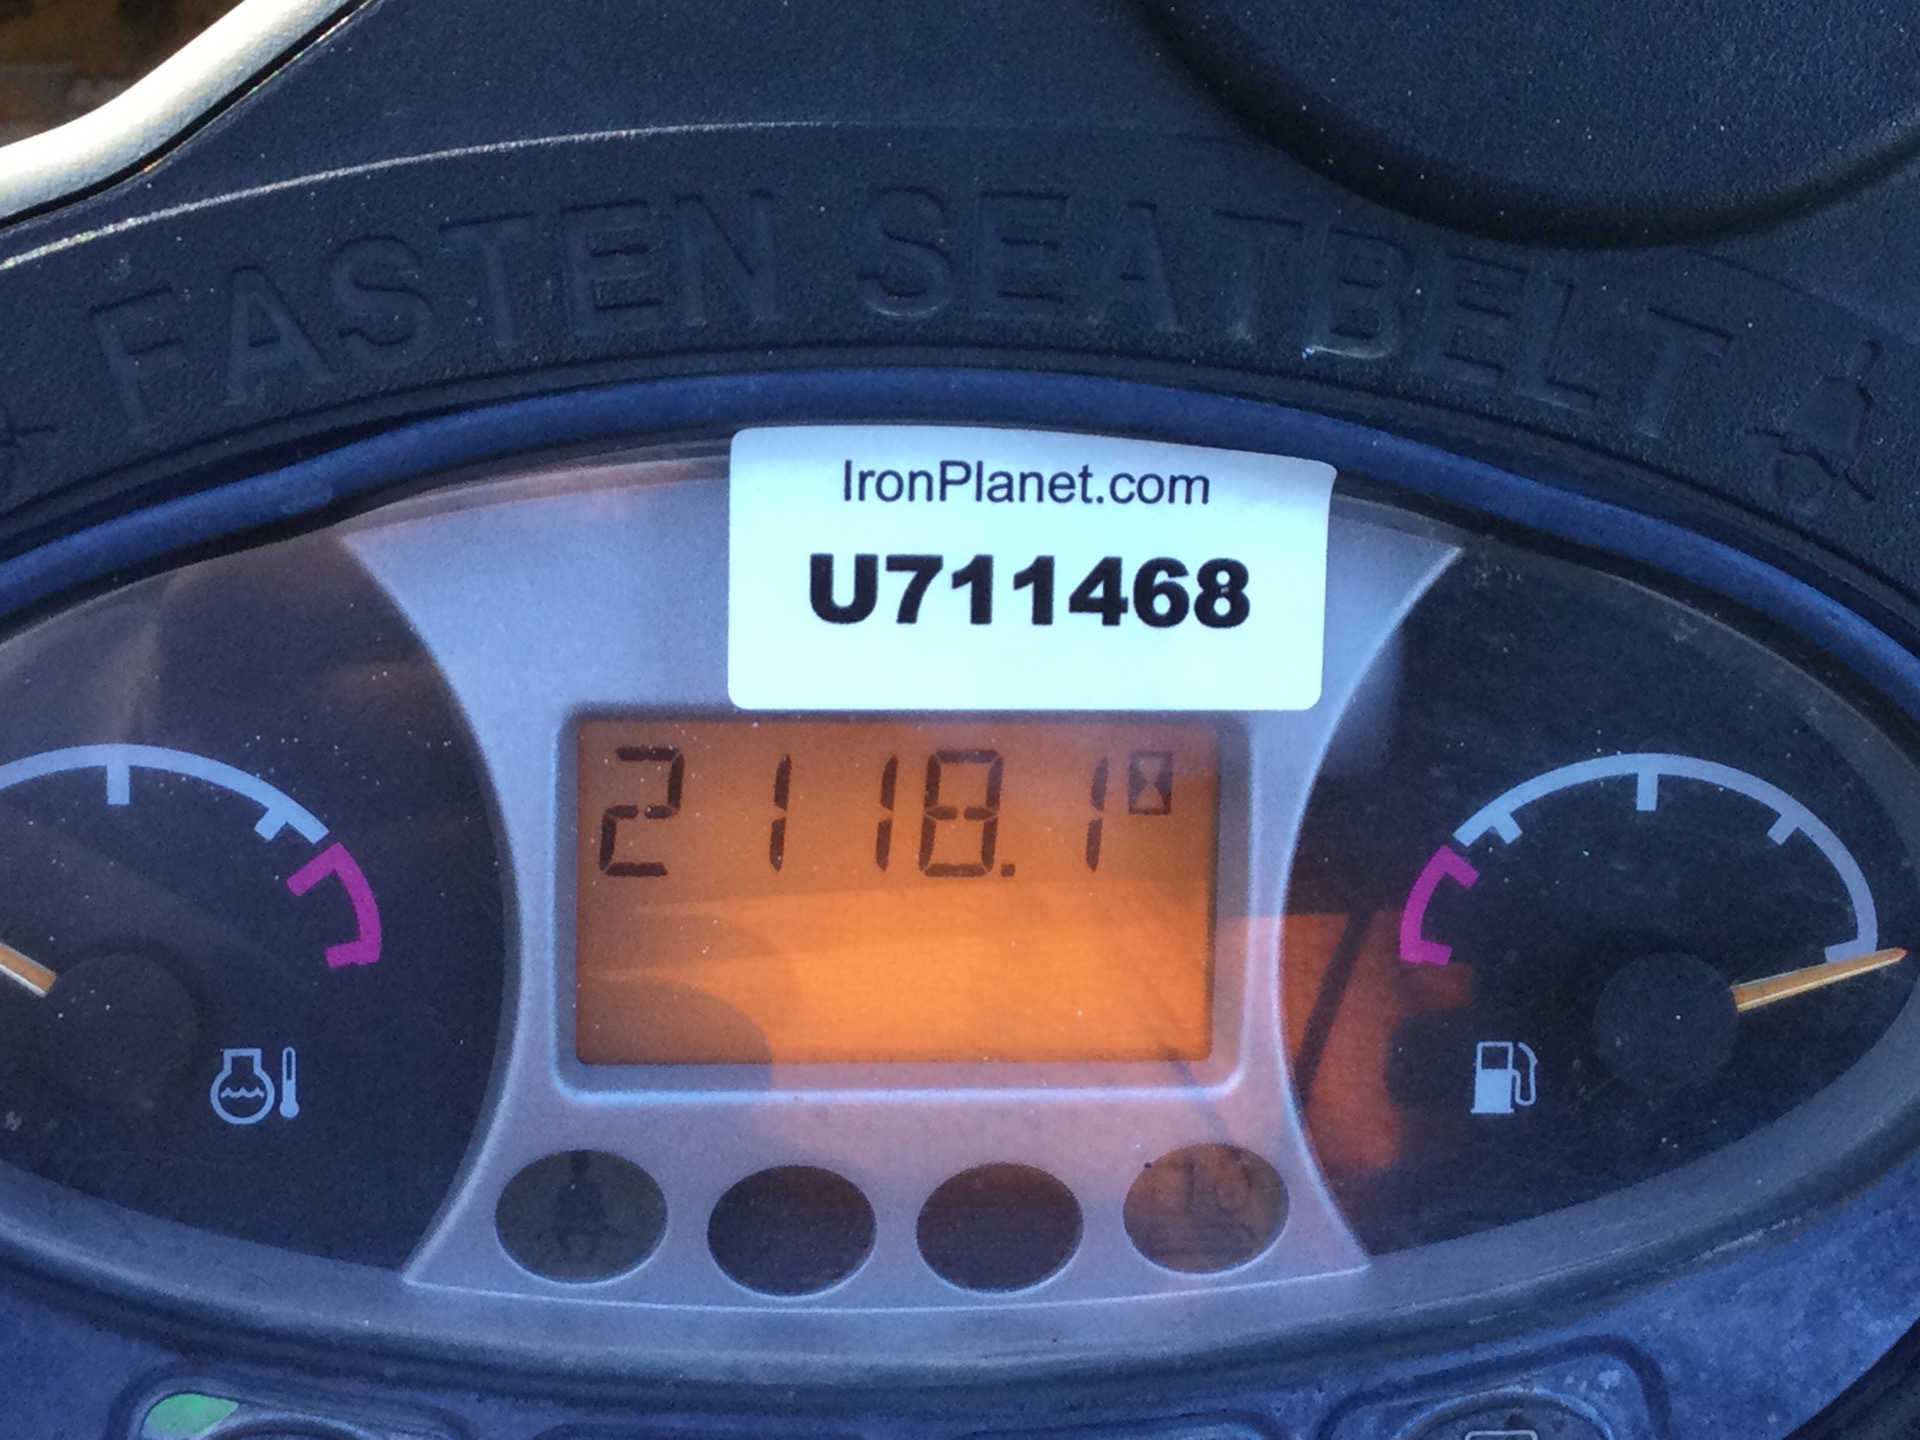 FASTEN SEATBELT
IronPlanet.com
U711468
2118.1